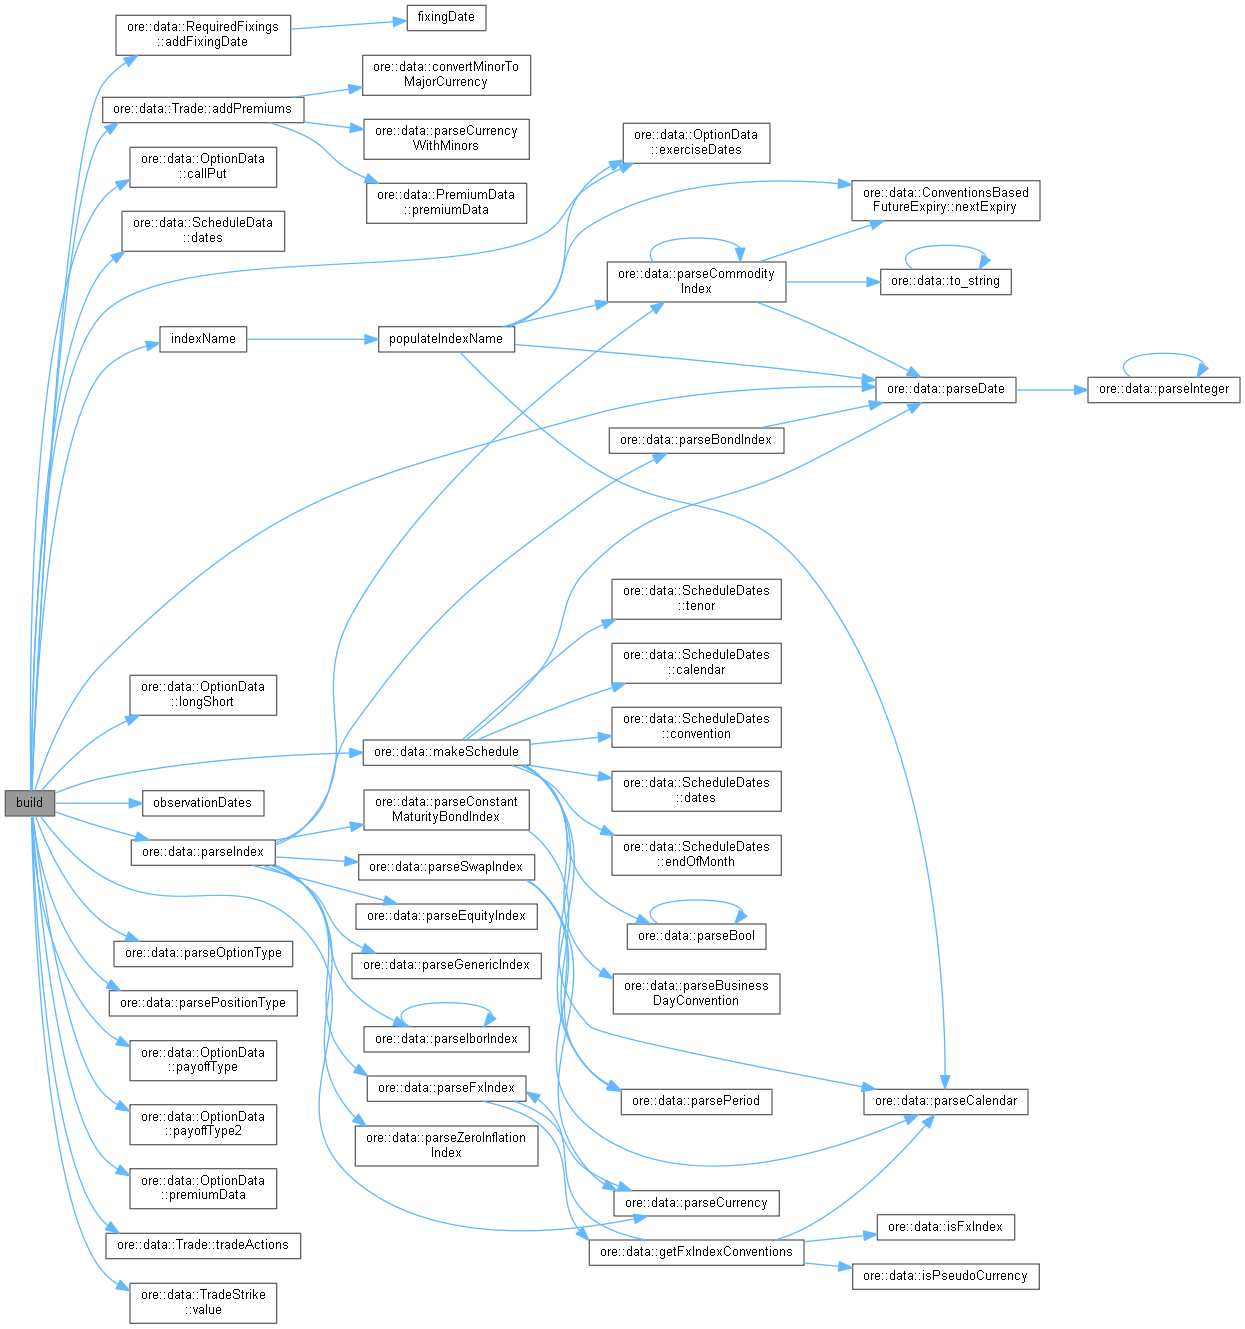 fixingDate
ore::data::RequiredFixings
::addFixingDate
ore::data::convertMinorTo
MajorCurrency
ore::data::Trade::addPremiums
ore::data::parseCurrency
WithMinors
ore::data::OptionData
::exerciseDates
ore::data::OptionData
::callPut
ore::data::PremiumData
::premiumData
ore::data::ConventionsBased
FutureExpiry::nextExpiry
ore::data::ScheduleData
::dates
ore::data::parseCommodity
Index
ore::data::to_string
indexName
populateIndexName
ore::data::parseDate
ore::data::parseInteger
ore::data::parseBondIndex
ore::data::ScheduleDates
::tenor
ore::data::ScheduleDates
::calendar
ore::data::OptionData
::longShort
ore::data::ScheduleDates
::convention
ore::data::makeSchedule
ore::data::ScheduleDates
::dates
build
observationDates
ore::data::parseConstant
MaturityBondIndex
ore::data::ScheduleDates
::endOfMonth
ore::data::parseIndex
ore::data::parseSwapIndex
ore::data::parseEquityIndex
ore::data::parseBool
ore::data::parseOptionType
ore::data::parseGenericIndex
ore::data::parseBusiness
DayConvention
ore::data::parsePositionType
ore::data::parseIborIndex
ore::data::OptionData
::payoffType
ore::data::parseFxIndex
ore::data::parsePeriod
ore::data::parseCalendar
ore::data::OptionData
::payoffType2
ore::data::parseZeroInflation
Index
ore::data::OptionData
::premiumData
ore::data::parseCurrency
ore::data::isFxIndex
ore::data::Trade::tradeActions
ore::data::getFxIndexConventions
ore::data::isPseudoCurrency
ore::data::TradeStrike
::value